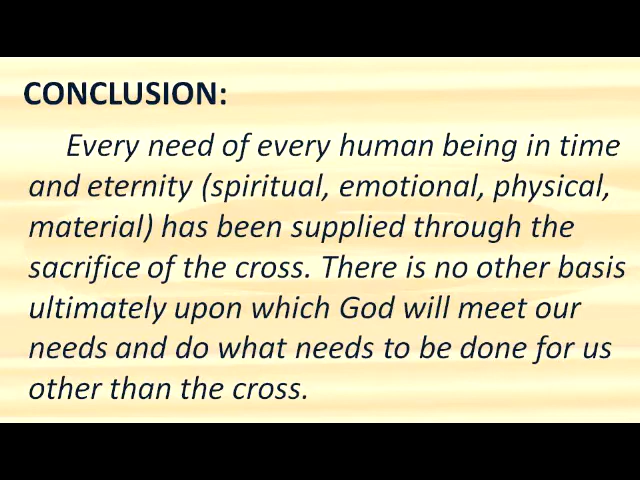 CONCLUSION:
Every need of every human being in time
and eternity (spiritual, emotional, physical,
material) has been supplied through the
sacrifice of the cross. There is no other basis
ultimately upon which God will meet our
needs and do what needs to be done for us
other than the cross.